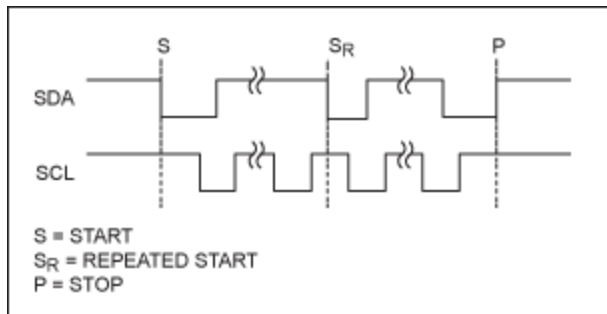 S SR P
SDA
SCL
S = START
SR = REPEATED START
P = STOP